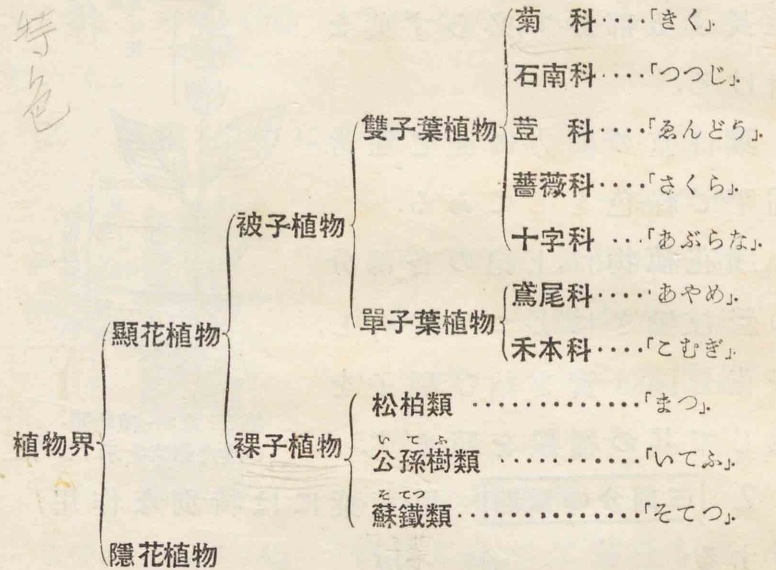 特色
菊 科‥‥「きく」.
石南科‥‥「つつじ」.
雙子葉植物
荳 科‥‥「ゑんどう」.
薔薇科‥‥「さくら」.
被子植物
十字科‥‥「あぶらな」.
鳶尾科‥‥あやめ」.
顯花植物
單子葉植物
禾本科‥‥「こむぎ」.
松柏類 ‥‥‥‥‥‥「まつ」.
植物界
裸子植物
いてふ
公孫樹類 ‥‥‥‥‥「いてふ」.
そてつ
蘇鐵類 ‥‥‥‥‥‥「そてつ」.
隱花植物